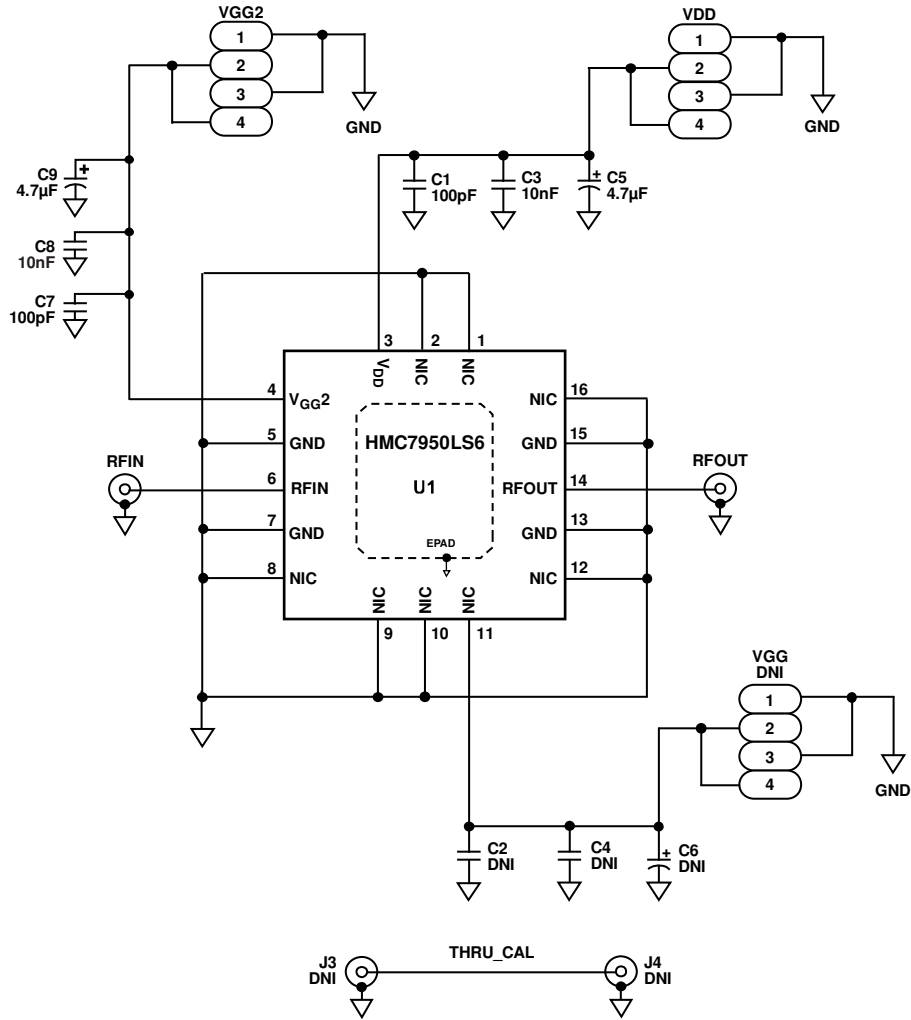 VGG2
1
2
3
4
GND
VDD
1
2
3
4
GND
C9
4.7µF
C8
10nF
C7
100pF
C1
100pF
C3
10nF
C5
4.7µF
+
+
3
2
1
VDD
NIC
NIC
4
VGG2
5
GND
6
RFIN
7
GND
8
NIC
HMC7950LS6
U1
EPAD
16
NIC
15
GND
14
RFOUT
13
GND
12
NIC
RFIN
RFOUT
NIC
NIC
NIC
9
10
11
VGG
DNI
1
2
3
4
GND
C2
DNI
C4
DNI
+
C6
DNI
THRU_CAL
J3
DNI
J4
DNI